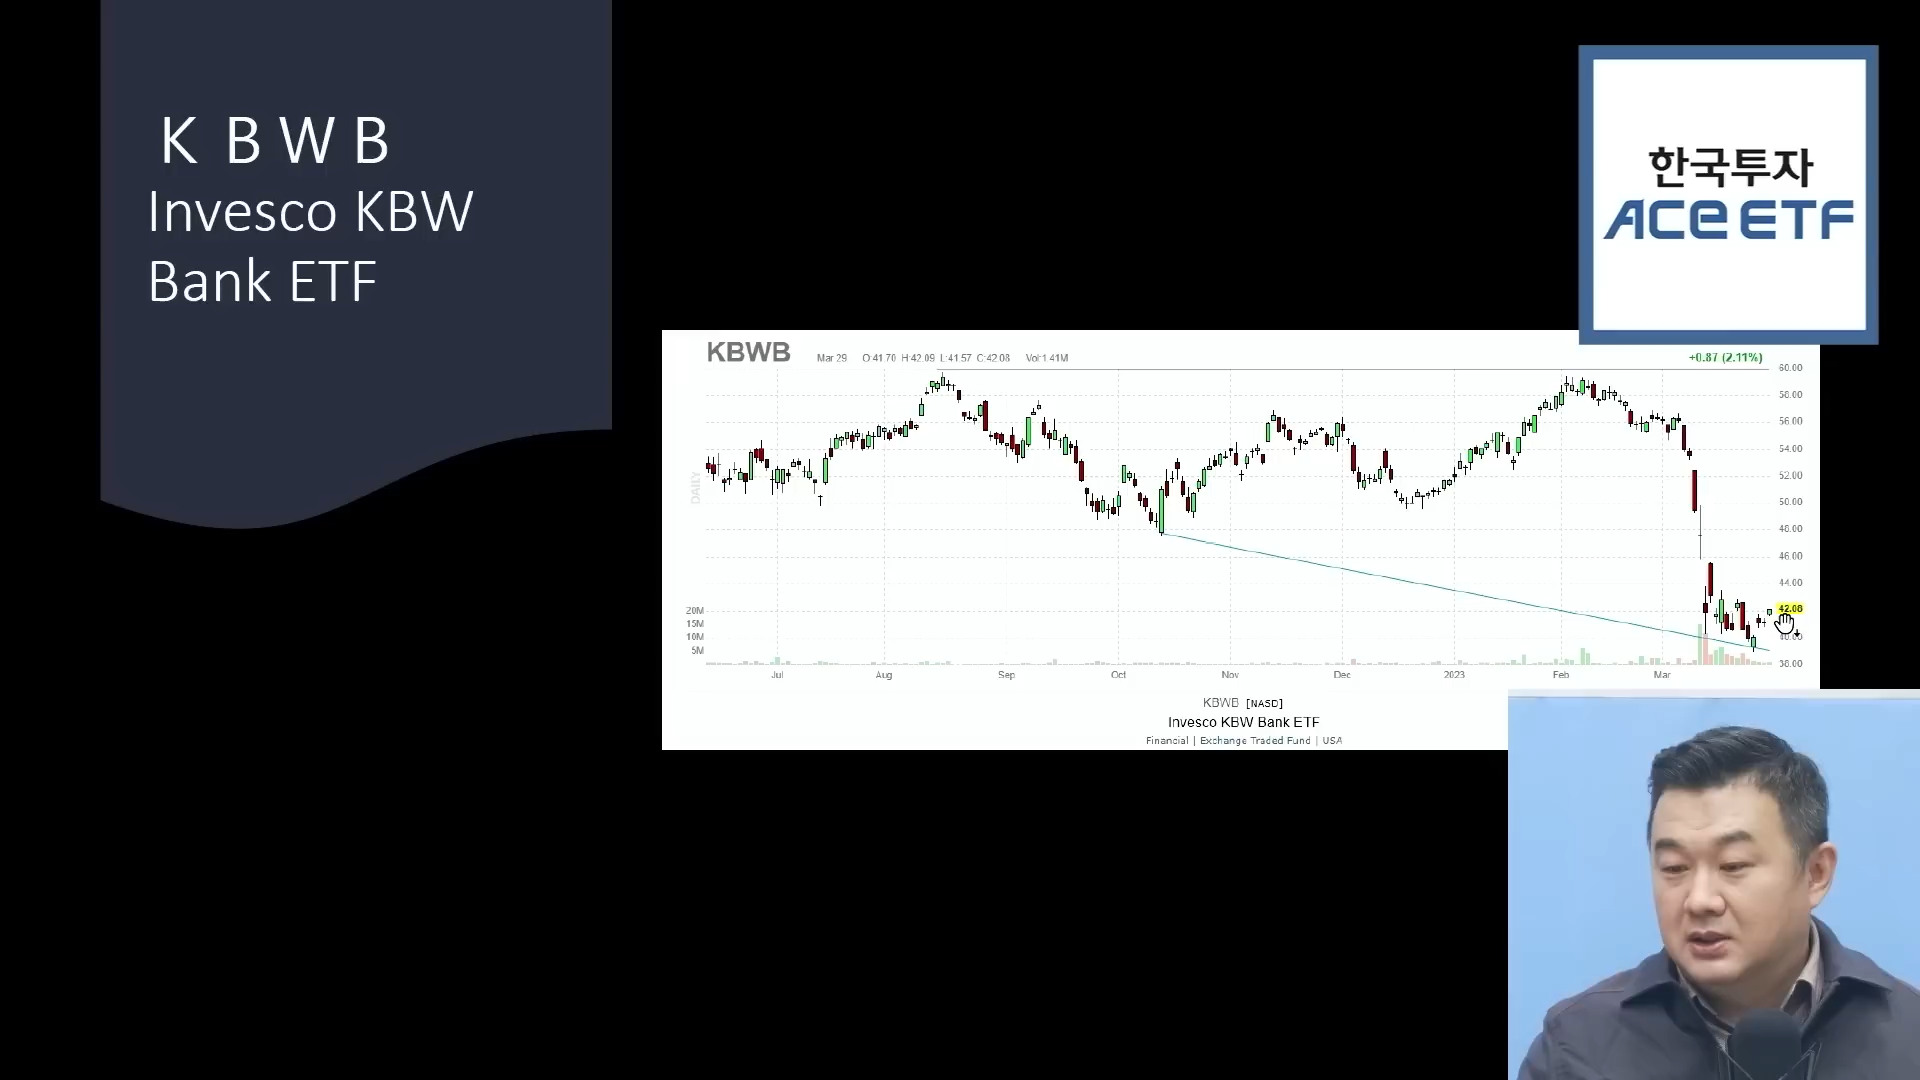 K B W B
Invesco KBW
Bank ETF
한국투자
ACE ETF
KBWB Mar 29 O:41.70 H:42.09 L:41.57 C:42.08 Vol:1.41M +0.87 (2.11%)
60.00
58.00
56.00
54.00
52.00
50.00
48.00
46.00
44.00
42.08
40.00
38.00
DAILY
20M
15M
10M
5M
Jul Aug Sep Oct Nov Dec 2023 Feb Mar
KBWB [NASD]
Invesco KBW Bank ETF
Financial | Exchange Traded Fund | USA